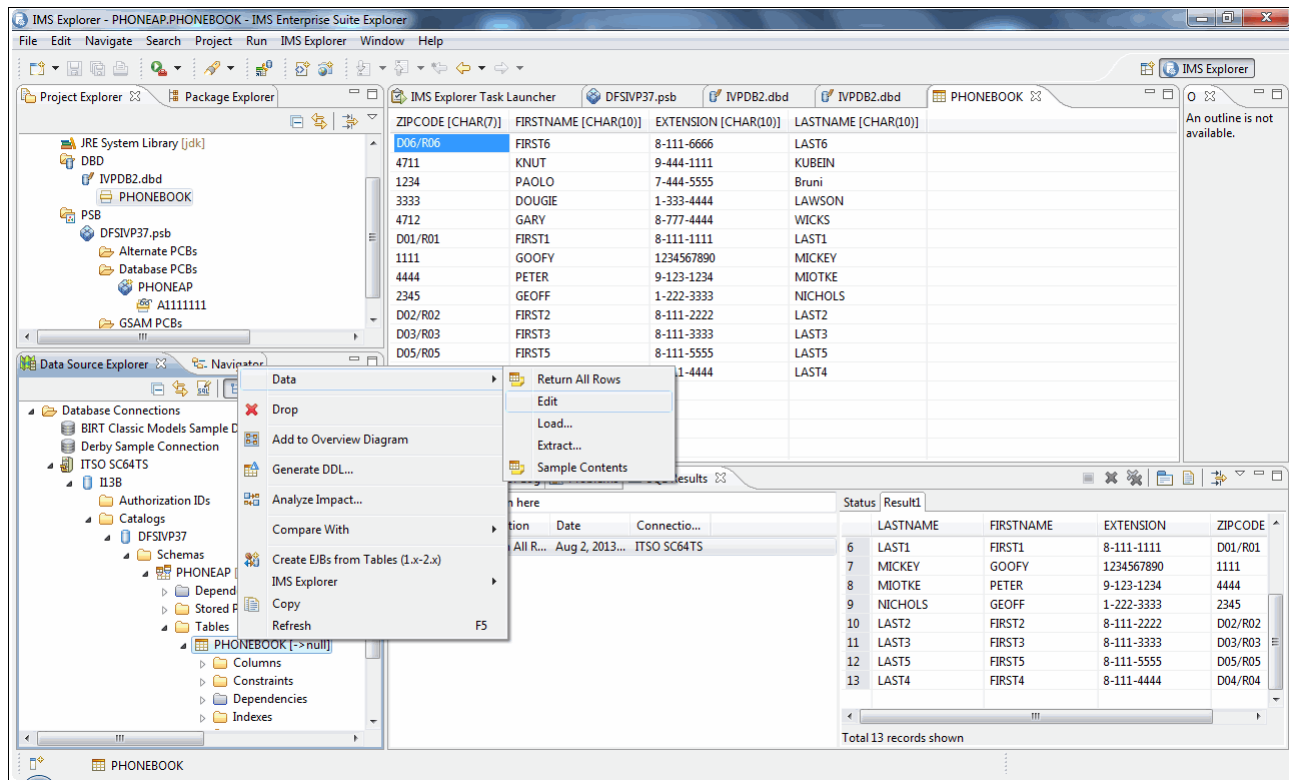 IMS Explorer - PHONEAP.PHONEBOOK - IMS Enterprise Suite Explorer
File Edit Navigate Search Project Run IMS Explorer Window Help
IMS Explorer
Project Explorer Package Explorer
JRE System Library [jdk]
DBD
IVPDB2.dbd
PHONEBOOK
PSB
DFSIVP37.psb
Alternate PCBs
Database PCBs
PHONEAP
A1111111
GSAM PCBs
IMS Explorer Task Launcher DFSIVP37.psb IVPDB2.dbd IVPDB2.dbd PHONEBOOK
ZIPCODE [CHAR(7)] FIRSTNAME [CHAR(10)] EXTENSION [CHAR(10)] LASTNAME [CHAR(10)]
D06/R06 FIRST6 8-111-6666 LAST6
4711 KNUT 9-444-1111 KUBEIN
1234 PAOLO 7-444-5555 Bruni
3333 DOUGIE 1-333-4444 LAWSON
4712 GARY 8-777-4444 WICKS
D01/R01 FIRST1 8-111-1111 LAST1
1111 GOOFY 1234567890 MICKEY
4444 PETER 9-123-1234 MIOTKE
2345 GEOFF 1-222-3333 NICHOLS
D02/R02 FIRST2 8-111-2222 LAST2
D03/R03 FIRST3 8-111-3333 LAST3
D05/R05 FIRST5 8-111-5555 LAST5
1-4444 LAST4
O
An outline is not
available.
Data Source Explorer Navigator
Database Connections
BIRT Classic Models Sample D
Derby Sample Connection
ITSO SC64TS
I13B
Authorization IDs
Catalogs
DFSIVP37
Schemas
PHONEAP [
Depend
Stored P
Tables
PHONEBOOK [->null]
Columns
Constraints
Dependencies
Indexes
Data
Drop
Add to Overview Diagram
Generate DDL...
Analyze Impact...
Compare With
Create EJBs from Tables (1.x-2.x)
IMS Explorer
Copy
Refresh F5
Return All Rows
Edit
Load...
Extract...
Sample Contents
Results
n here
tion Date Connectio...
All R... Aug 2, 2013... ITSO SC64TS
Status Result1
LASTNAME FIRSTNAME EXTENSION ZIPCODE
6 LAST1 FIRST1 8-111-1111 D01/R01
7 MICKEY GOOFY 1234567890 1111
8 MIOTKE PETER 9-123-1234 4444
9 NICHOLS GEOFF 1-222-3333 2345
10 LAST2 FIRST2 8-111-2222 D02/R02
11 LAST3 FIRST3 8-111-3333 D03/R03
12 LAST5 FIRST5 8-111-5555 D05/R05
13 LAST4 FIRST4 8-111-4444 D04/R04
Total 13 records shown
PHONEBOOK